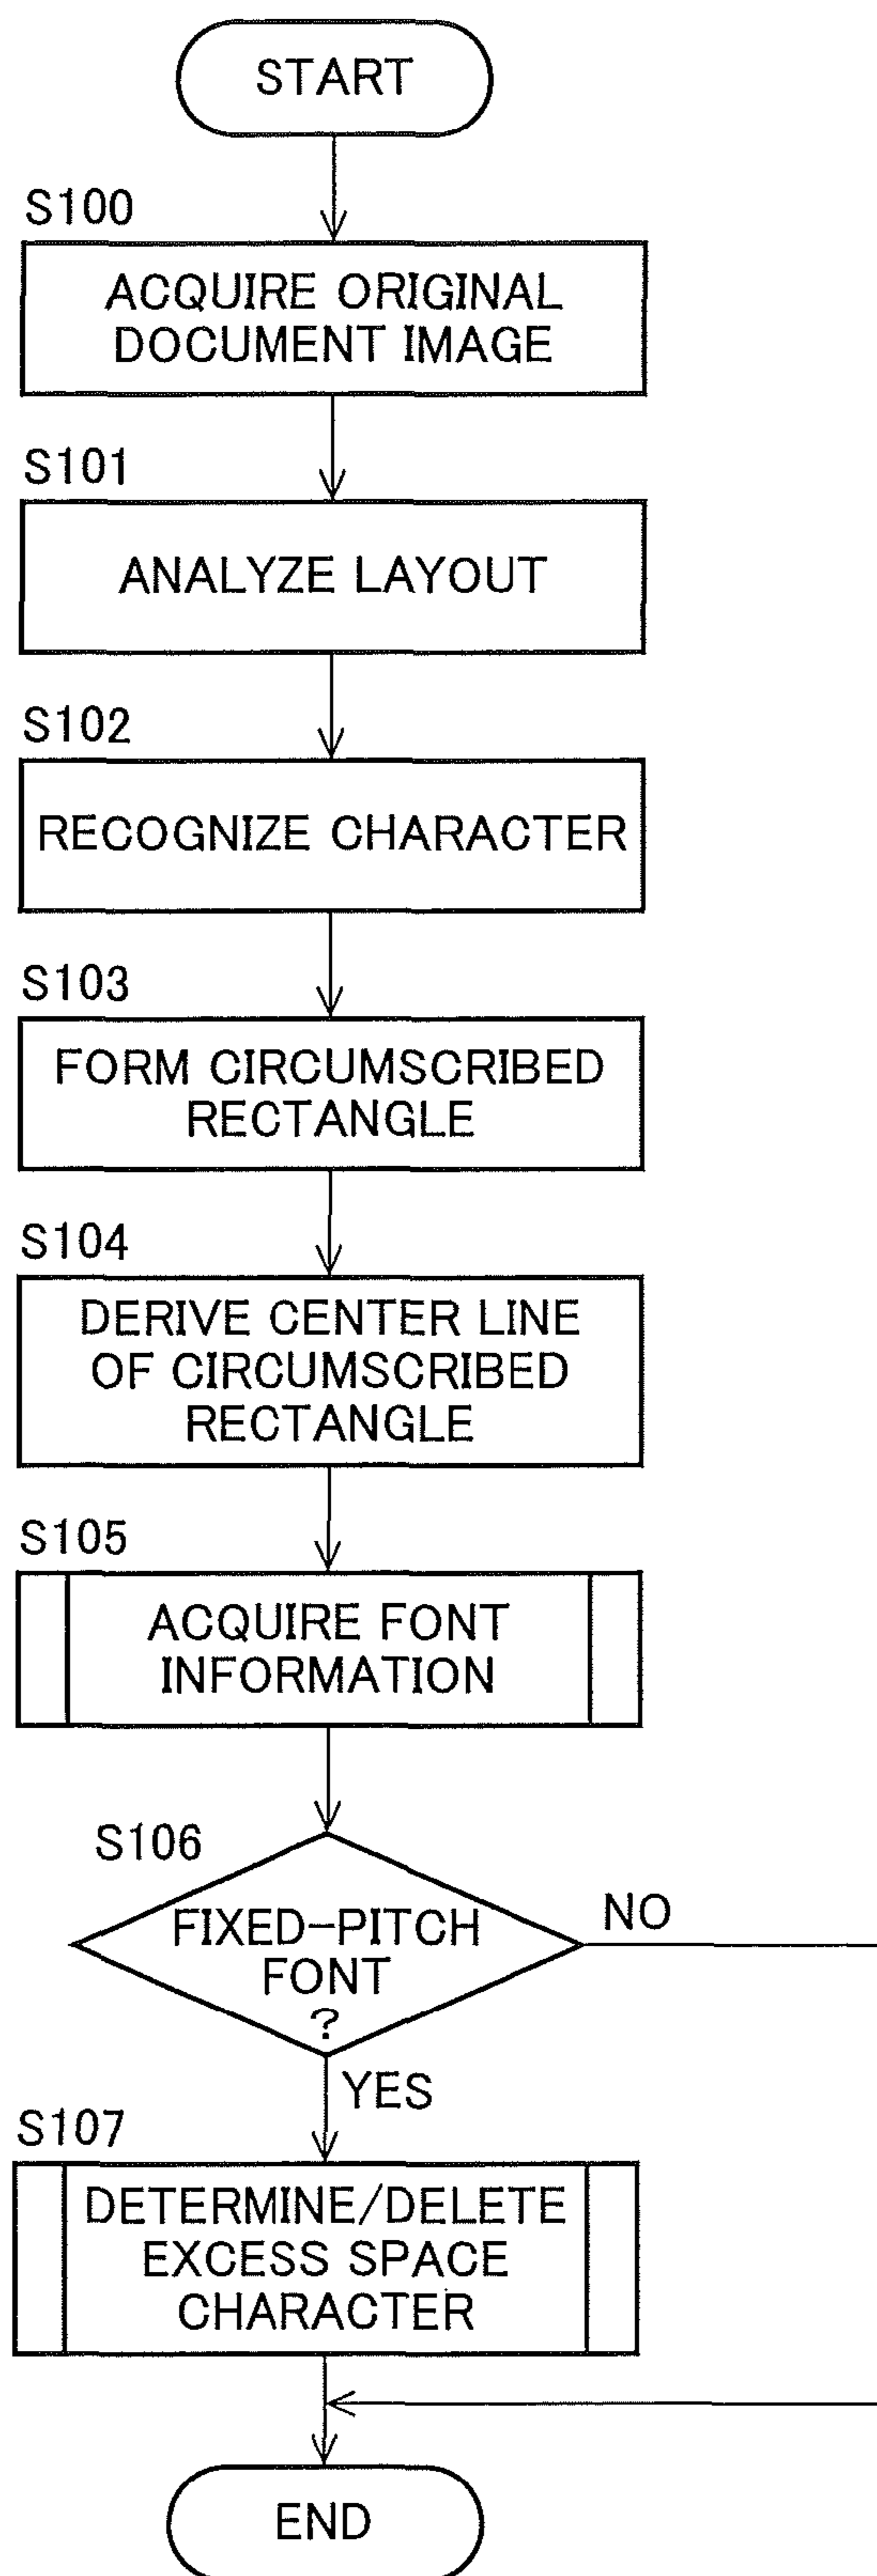 START
S100
ACQUIRE ORIGINAL
DOCUMENT IMAGE
S101
ANALYZE LAYOUT
S102
RECOGNIZE CHARACTER
S103
FORM CIRCUMSCRIBED
RECTANGLE
S104
DERIVE CENTER LINE
OF CIRCUMSCRIBED
RECTANGLE
S105
ACQUIRE FONT
INFORMATION
S106
FIXED-PITCH
FONT
?
NO
YES
S107
DETERMINE/DELETE
EXCESS SPACE
CHARACTER
END